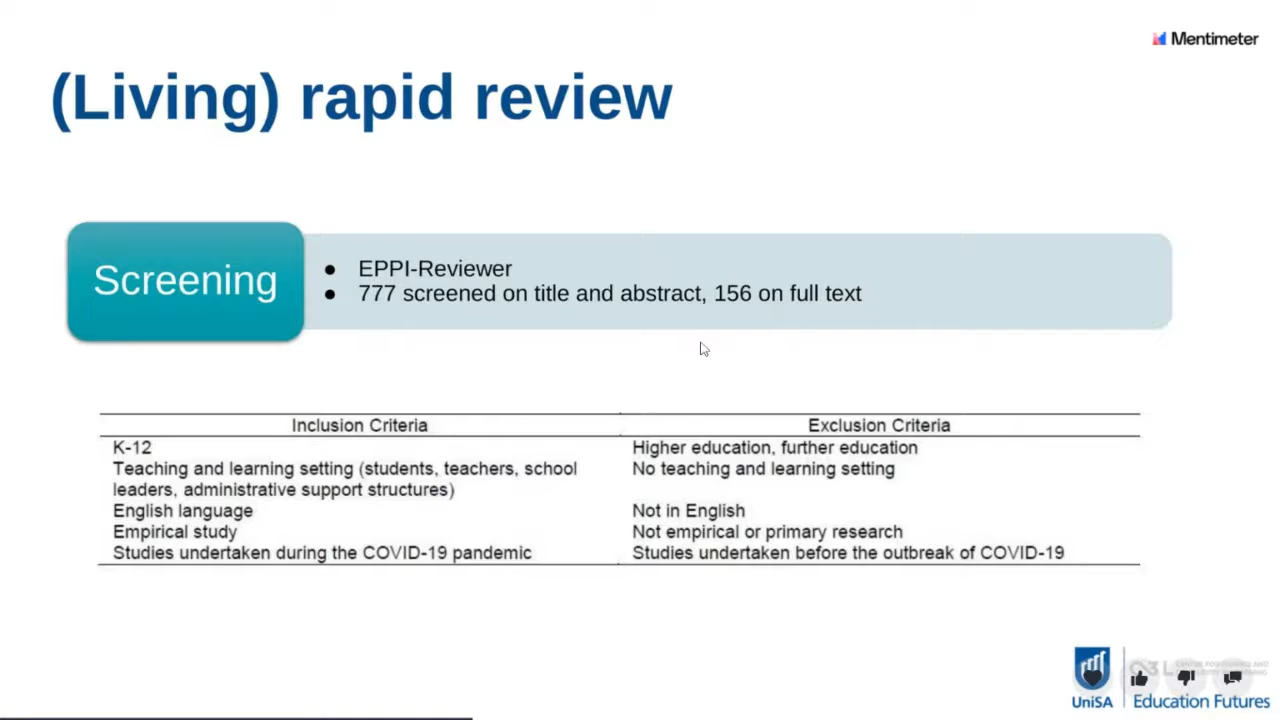 Mentimeter
(Living) rapid review
Screening
● EPPI-Reviewer
● 777 screened on title and abstract, 156 on full text
Inclusion Criteria Exclusion Criteria
K-12 Higher education, further education
Teaching and learning setting (students, teachers, school No teaching and learning setting
leaders, administrative support structures)
English language Not in English
Empirical study Not empirical or primary research
Studies undertaken during the COVID-19 pandemic Studies undertaken before the outbreak of COVID-19
UniSA Education Futures